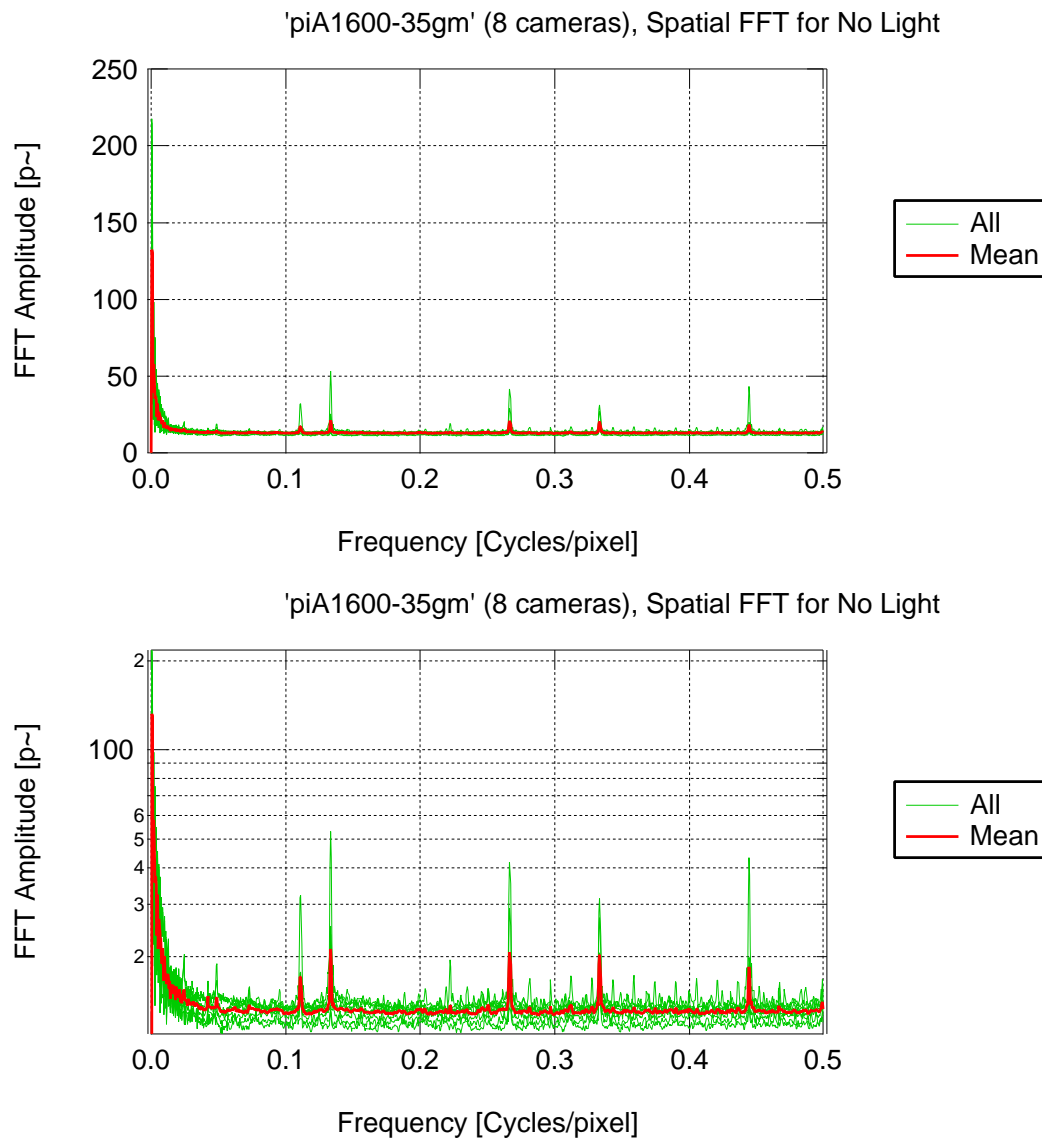 'piA1600-35gm' (8 cameras), Spatial FFT for No Light
FFT Amplitude [p~]
250
200
150
100
50
0
0.0 0.1 0.2 0.3 0.4 0.5
Frequency [Cycles/pixel]
All
Mean
'piA1600-35gm' (8 cameras), Spatial FFT for No Light
FFT Amplitude [p~]
2
100
6
5
4
3
2
0.0 0.1 0.2 0.3 0.4 0.5
Frequency [Cycles/pixel]
All
Mean